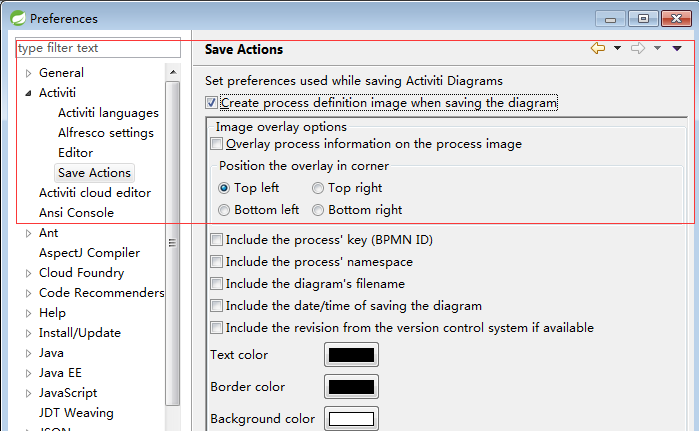 Preferences
type filter text
General
Activiti
Activiti languages
Alfresco settings
Editor
Save Actions
Activiti cloud editor
Ansi Console
Ant
AspectJ Compiler
Cloud Foundry
Code Recommenders
Help
Install/Update
Java
Java EE
JavaScript
JDT Weaving
JSON
Save Actions
Set preferences used while saving Activiti Diagrams
Create process definition image when saving the diagram
Image overlay options
Overlay process information on the process image
Position the overlay in corner
Top left Top right
Bottom left Bottom right
Include the process' key (BPMN ID)
Include the process' namespace
Include the diagram's filename
Include the date/time of saving the diagram
Include the revision from the version control system if available
Text color
Border color
Background color